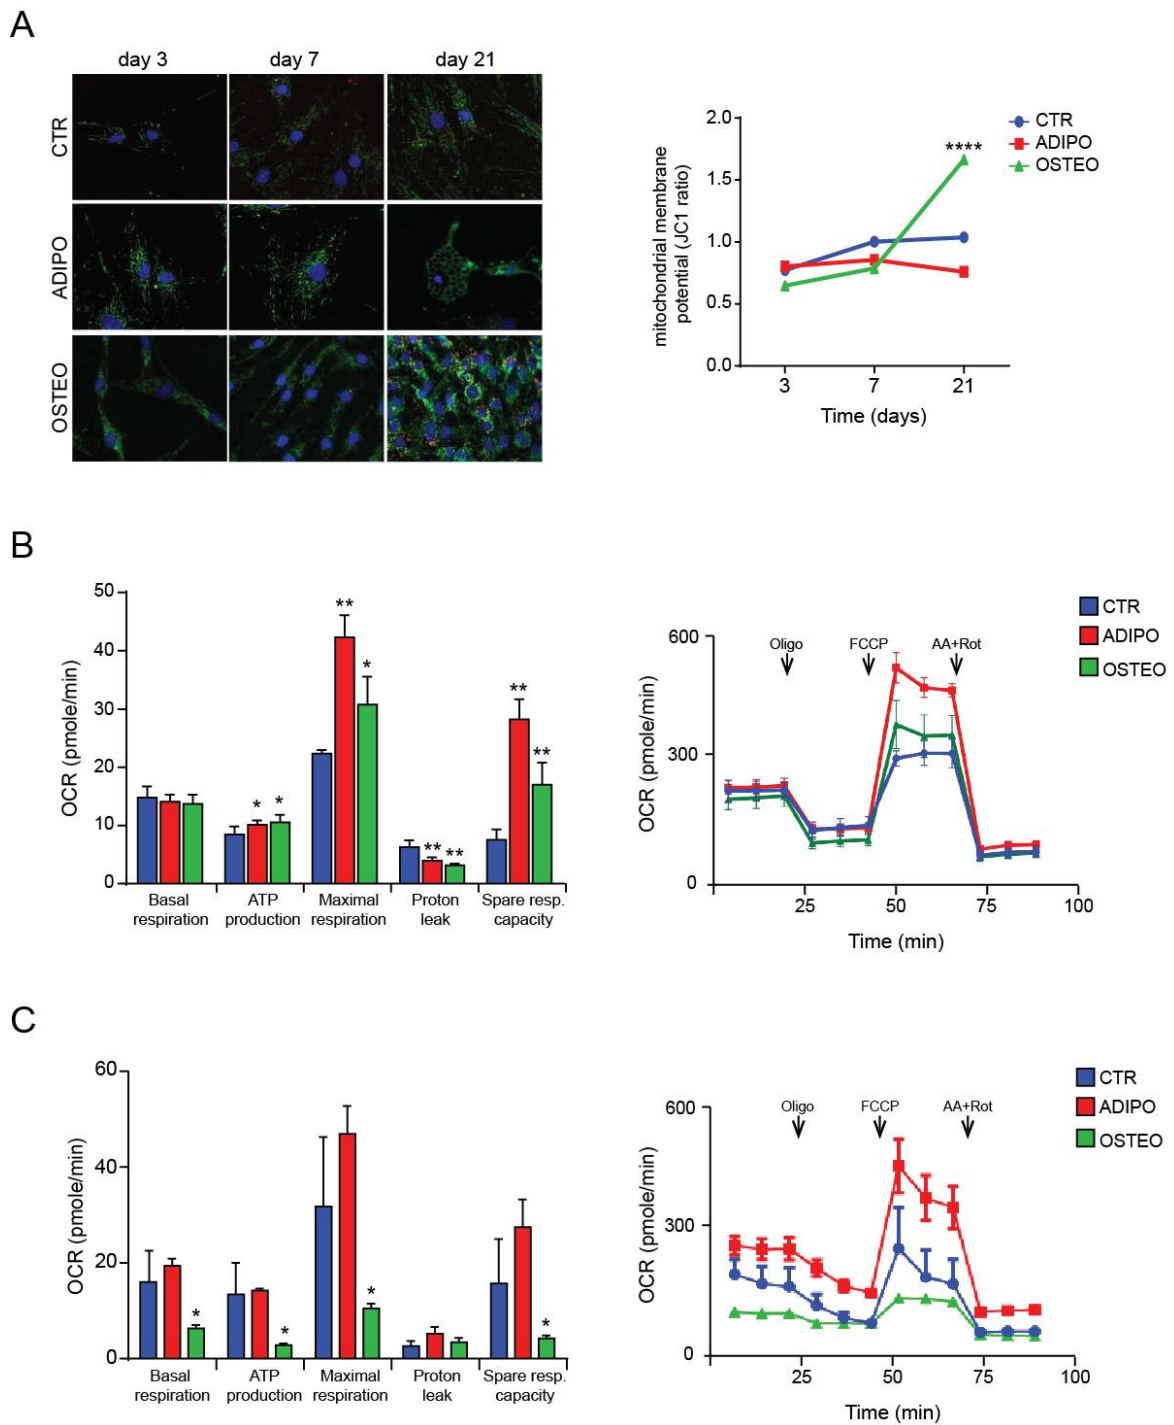 A
day 3 day 7 day 21
CTR
ADIPO
OSTEO
mitochondrial membrane
potential (JC1 ratio)
2.0
1.5
1.0
0.5
0.0
****
3 7 21
Time (days)
CTR
ADIPO
OSTEO
B
OCR (pmole/min)
50
40
30
20
10
0
* * ** * ** ** ** **
Basal
respiration
ATP
production
Maximal
respiration
Proton
leak
Spare resp.
capacity
OCR (pmole/min)
600
300
0
Oligo FCCP AA+Rot
25 50 75 100
Time (min)
CTR
ADIPO
OSTEO
C
OCR (pmole/min)
60
40
20
0
* * * *
Basal
respiration
ATP
production
Maximal
respiration
Proton
leak
Spare resp.
capacity
OCR (pmole/min)
600
300
0
Oligo FCCP AA+Rot
25 50 75 100
Time (min)
CTR
ADIPO
OSTEO